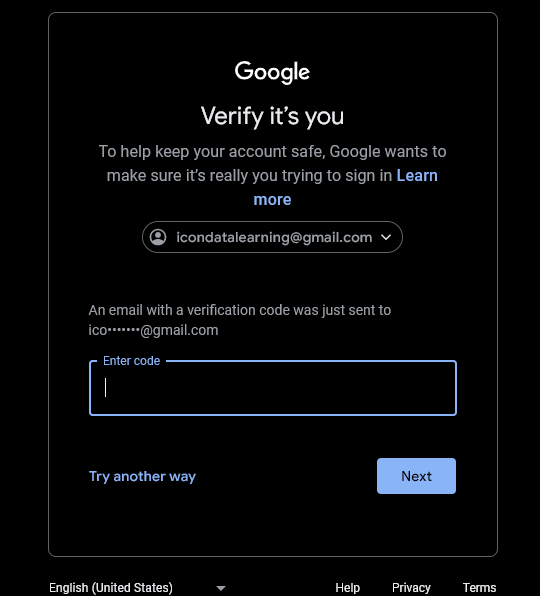 Google
Verify it's you
To help keep your account safe, Google wants to
make sure it's really you trying to sign in Learn
more
icondatalearning@gmail.com
An email with a verification code was just sent to
ico•••••••@gmail.com
Enter code
Try another way
Next
English (United States)
Help
Privacy
Terms